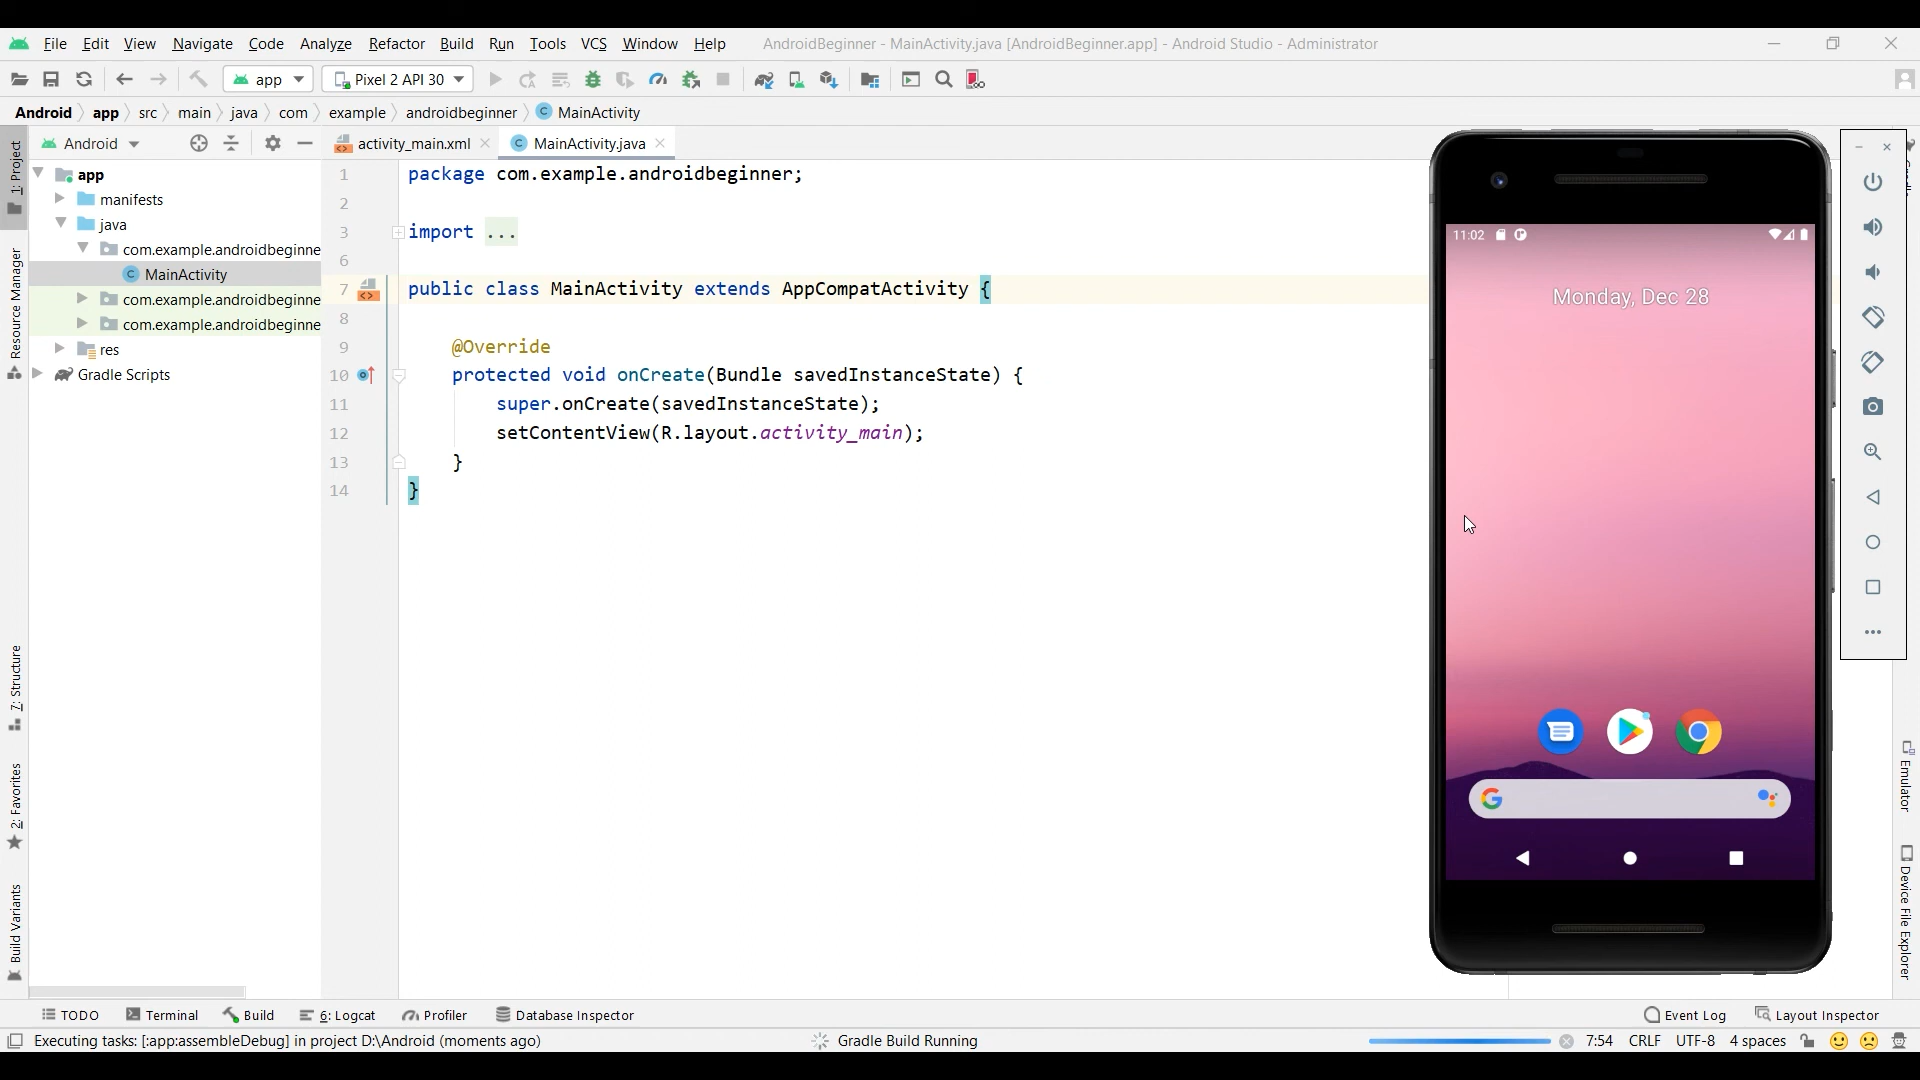 File Edit View Navigate Code Analyze Refactor Build Run Tools VCS Window Help AndroidBeginner - MainActivity.java [AndroidBeginner.app] - Android Studio - Administrator
app Pixel 2 API 30
Android app src main java com example androidbeginner MainActivity
Android
activity_main.xml MainActivity.java
1: Project
Resource Manager
7: Structure
2: Favorites
Build Variants
app
manifests
java
com.example.androidbeginne
MainActivity
com.example.androidbeginne
com.example.androidbeginne
res
Gradle Scripts
1 package com.example.androidbeginner;
2
3 import ...
6
7 public class MainActivity extends AppCompatActivity {
8
9 @Override
10 protected void onCreate(Bundle savedInstanceState) {
11 super.onCreate(savedInstanceState);
12 setContentView(R.layout.activity_main);
13 }
14 }
11:02
Monday, Dec 28
Emulator
Device File Explorer
TODO Terminal Build 6: Logcat Profiler Database Inspector Event Log Layout Inspector
Executing tasks: [:app:assembleDebug] in project D:\Android (moments ago) Gradle Build Running 7:54 CRLF UTF-8 4 spaces